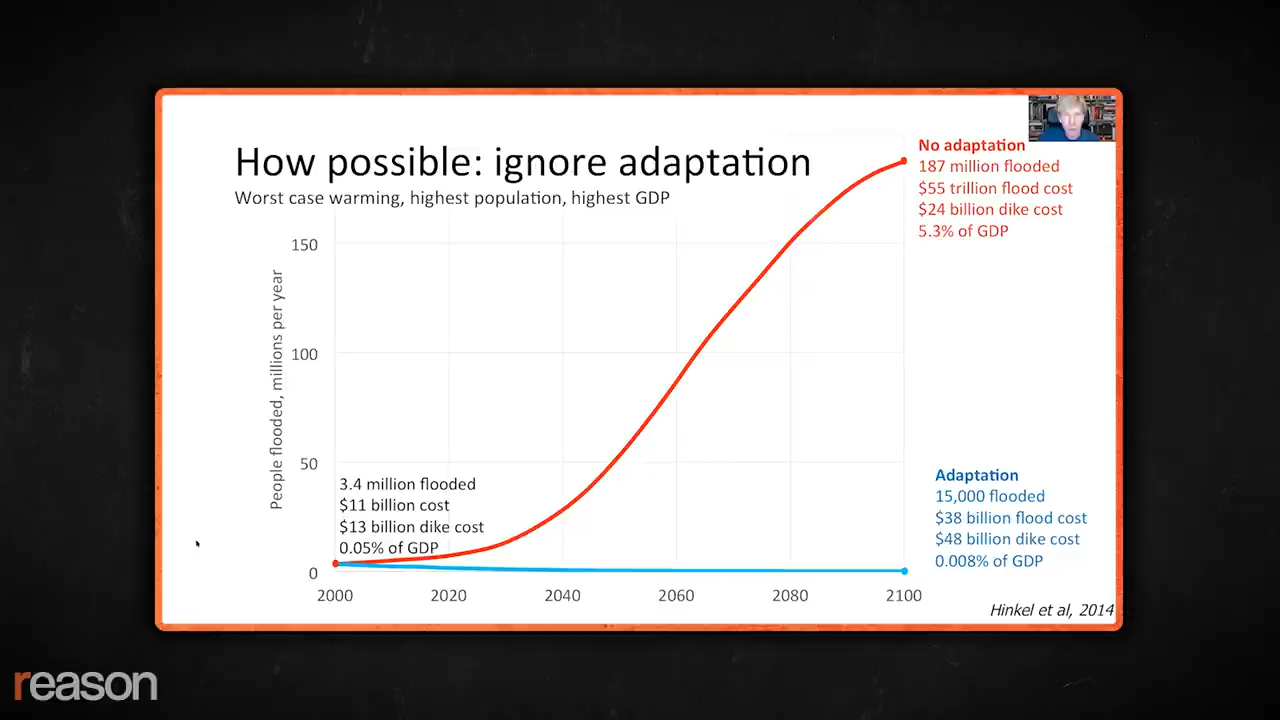 How possible: ignore adaptation
Worst case warming, highest population, highest GDP
No adaptation
187 million flooded
$55 trillion flood cost
$24 billion dike cost
5.3% of GDP
People flooded, millions per year
150
100
50
0
3.4 million flooded
$11 billion cost
$13 billion dike cost
0.05% of GDP
Adaptation
15,000 flooded
$38 billion flood cost
$48 billion dike cost
0.008% of GDP
2000 2020 2040 2060 2080 2100
Hinkel et al, 2014
reason